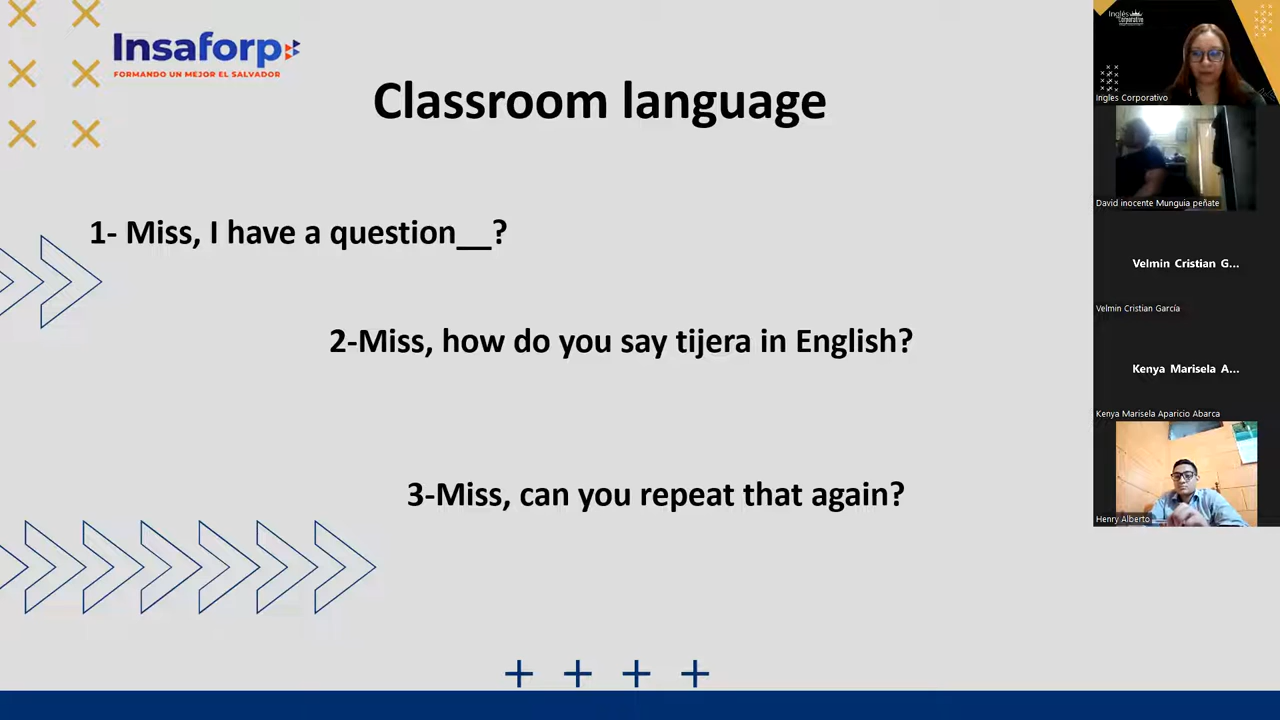 Insaforp
FORMANDO UN MEJOR EL SALVADOR
Classroom language
1- Miss, I have a question__?
2-Miss, how do you say tijera in English?
3-Miss, can you repeat that again?
Inglés
Corporativo
Ingles Corporativo
David inocente Munguia peñate
Velmin Cristian G...
Velmin Cristian García
Kenya Marisela A...
Kenya Marisela Aparicio Abarca
Henry Alberto